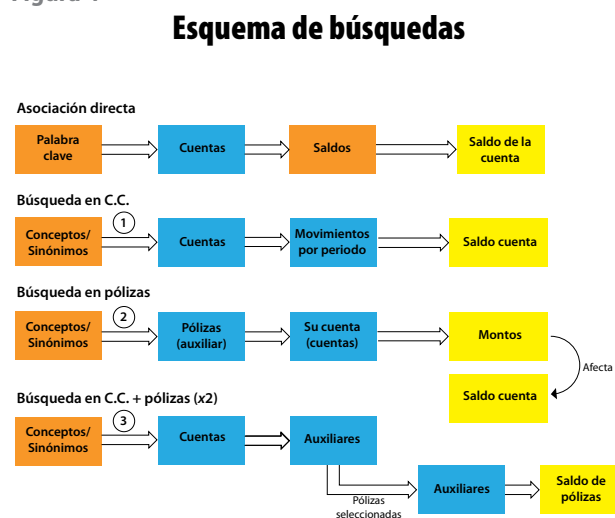 Esquema de búsquedas
Asociación directa
Palabra
clave
Cuentas
Saldos
Saldo de la
cuenta
Búsqueda en C.C.
1
Conceptos/
Sinónimos
Cuentas
Movimientos
por periodo
Saldo cuenta
Búsqueda en pólizas
2
Conceptos/
Sinónimos
Pólizas
(auxiliar)
Su cuenta
(cuentas)
Montos
Afecta
Saldo cuenta
Búsqueda en C.C. + pólizas (x2)
3
Conceptos/
Sinónimos
Cuentas
Auxiliares
Pólizas
seleccionadas
Auxiliares
Saldo de
pólizas